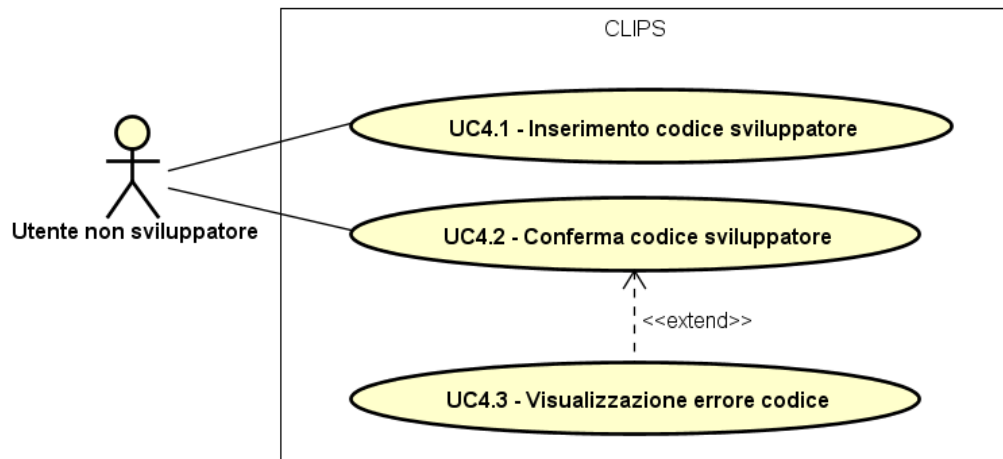 CLIPS
UC4.1 - Inserimento codice sviluppatore
Utente non sviluppatore
UC4.2 - Conferma codice sviluppatore
<<extend>>
UC4.3 - Visualizzazione errore codice